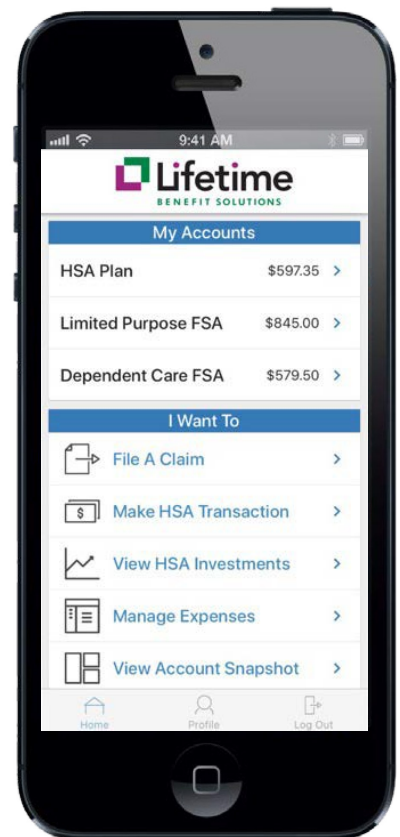 9:41 AM
Lifetime
BENEFIT SOLUTIONS
My Accounts
HSA Plan $597.35 >
Limited Purpose FSA $845.00 >
Dependent Care FSA $579.50 >
I Want To
File A Claim >
$ Make HSA Transaction >
View HSA Investments >
Manage Expenses >
View Account Snapshot >
Home Profile Log Out